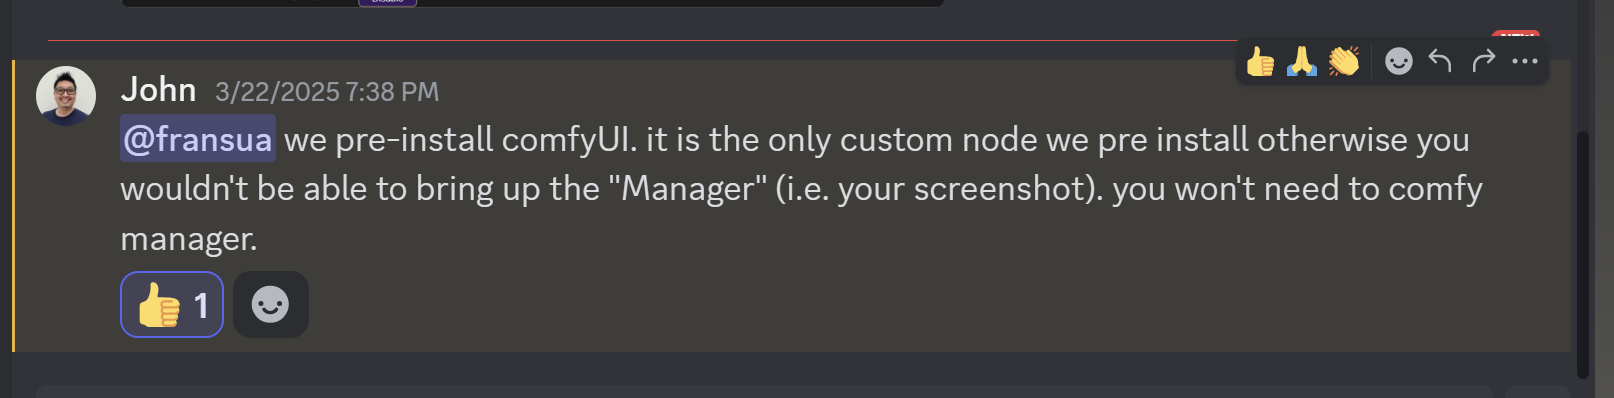 John 3/22/2025 7:38 PM
@fransua we pre-install comfyUI. it is the only custom node we pre install otherwise you
wouldn't be able to bring up the "Manager" (i.e. your screenshot). you won't need to comfy
manager.
1